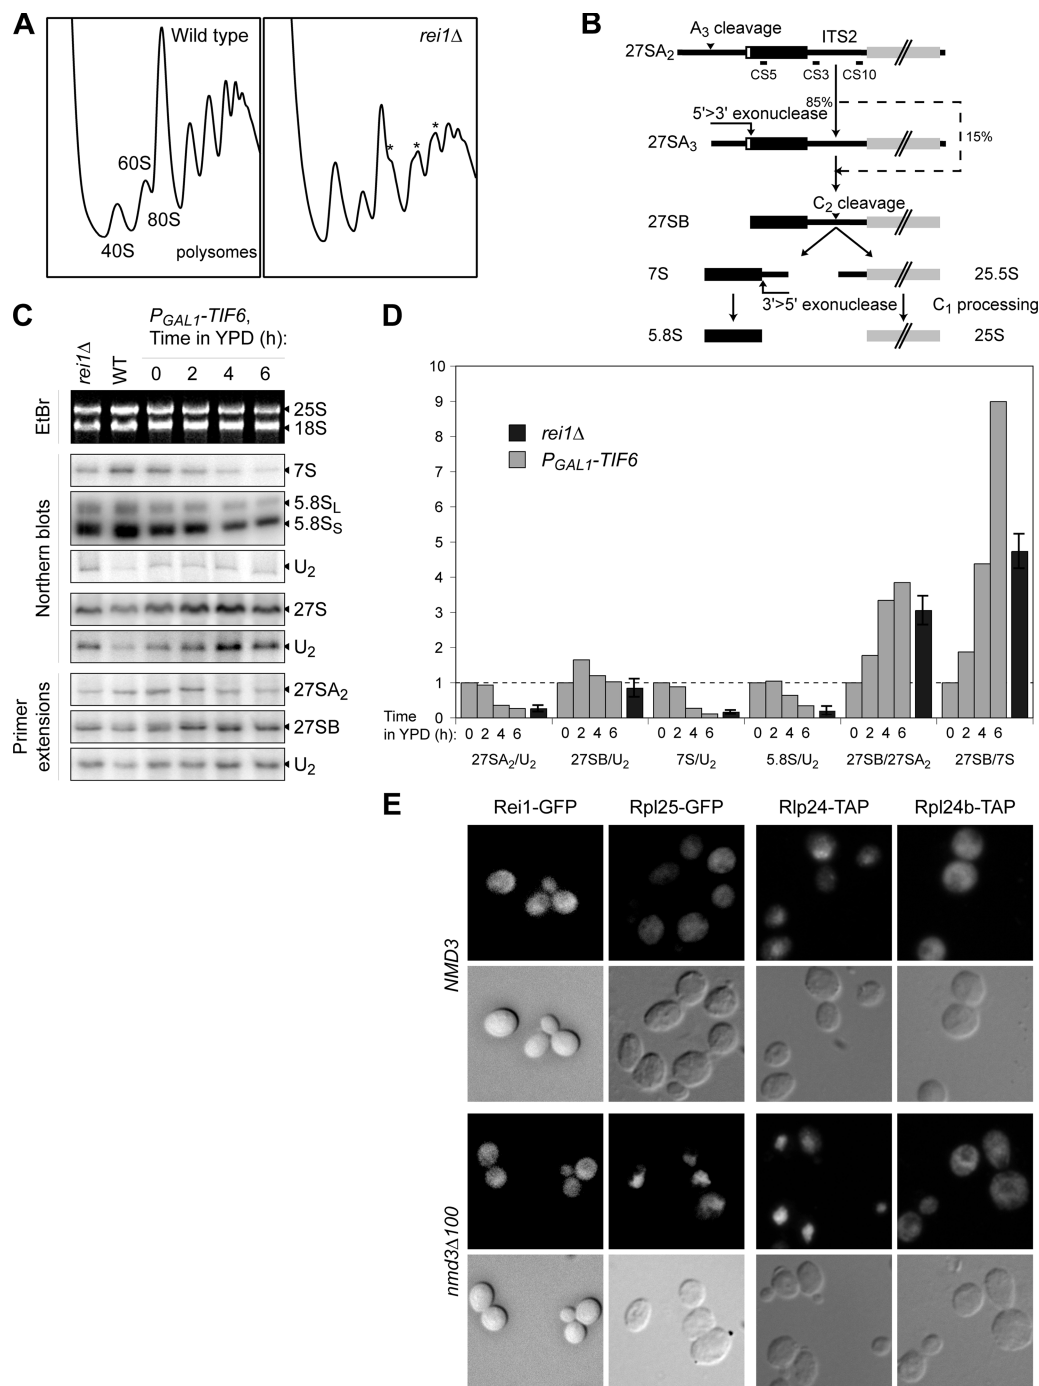 A
Wild type
rei1Δ
60S
80S
40S
polysomes
*
*
*
B
A3 cleavage
ITS2
27SA2
CS5
CS3
CS10
85%
5'>3' exonuclease
27SA3
15%
C2 cleavage
27SB
7S
25.5S
3'>5' exonuclease
C1 processing
5.8S
25S
C
PGAL1-TIF6,
Time in YPD (h):
rei1Δ
WT
0 2 4 6
EtBr
25S
18S
Northern blots
7S
5.8SL
5.8SS
U2
27S
U2
Primer
extensions
27SA2
27SB
U2
D
10
9
8
7
6
5
4
3
2
1
0
rei1Δ
PGAL1-TIF6
Time
in YPD (h):
0 2 4 6
0 2 4 6
0 2 4 6
0 2 4 6
0 2 4 6
0 2 4 6
27SA2/U2
27SB/U2
7S/U2
5.8S/U2
27SB/27SA2
27SB/7S
E
Rei1-GFP
Rpl25-GFP
Rlp24-TAP
Rpl24b-TAP
NMD3
nmd3Δ100